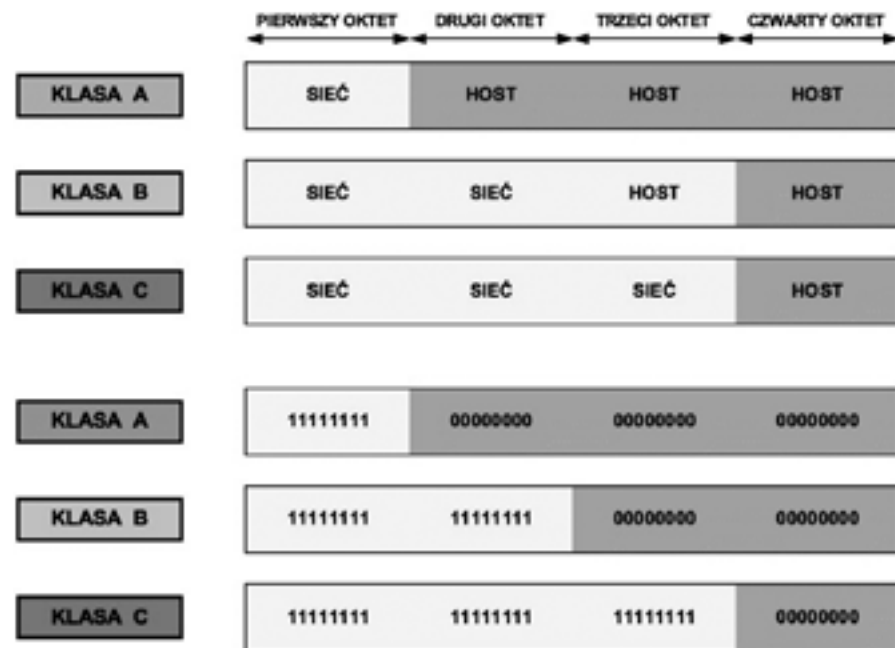 PIERWSZY OKTET DRUGI OKTET TRZECI OKTET CZWARTY OKTET
KLASA A SIEĆ HOST HOST HOST
KLASA B SIEĆ SIEĆ HOST HOST
KLASA C SIEĆ SIEĆ SIEĆ HOST
KLASA A 11111111 00000000 00000000 00000000
KLASA B 11111111 11111111 00000000 00000000
KLASA C 11111111 11111111 11111111 00000000